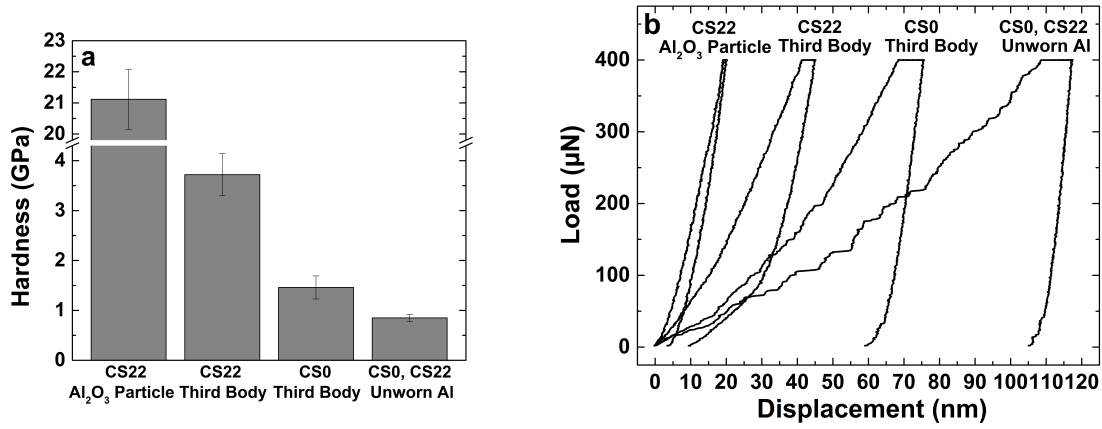 a
23
22
21
20
4
3
2
1
0
Hardness (GPa)
CS22
Al₂O₃ Particle
CS22
Third Body
CS0
Third Body
CS0, CS22
Unworn Al
b
CS22
Al₂O₃ Particle
CS22
Third Body
CS0
Third Body
CS0, CS22
Unworn Al
400
300
200
100
0
Load (µN)
0 10 20 30 40 50 60 70 80 90 100 110 120
Displacement (nm)